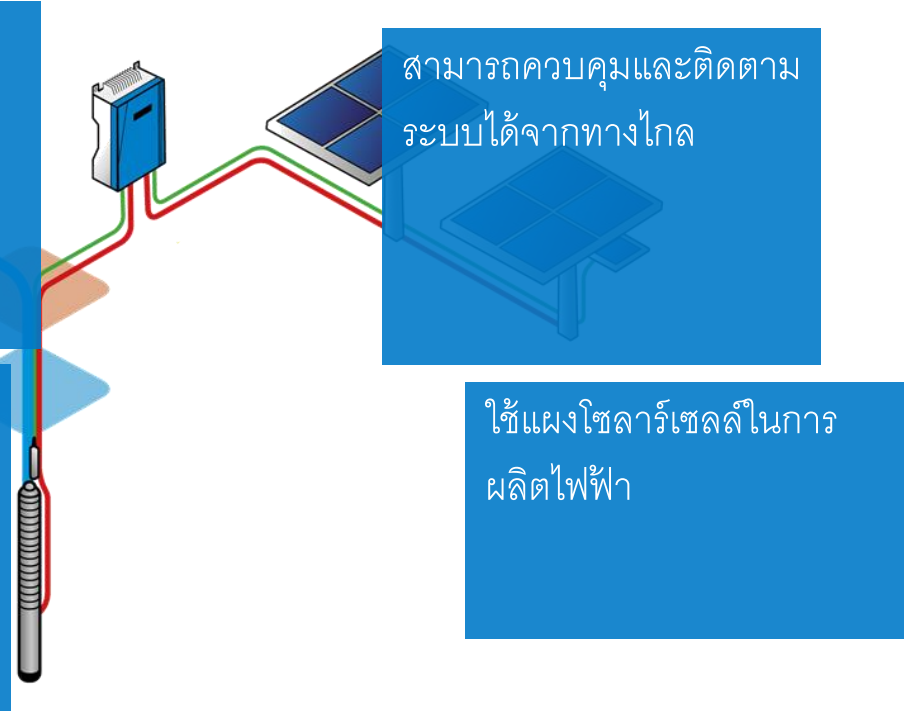 สามารถควบคุมและติดตาม
ระบบได้จากทางไกล
ใช้แผงโซลาร์เซลล์ในการ
ผลิตไฟฟ้า